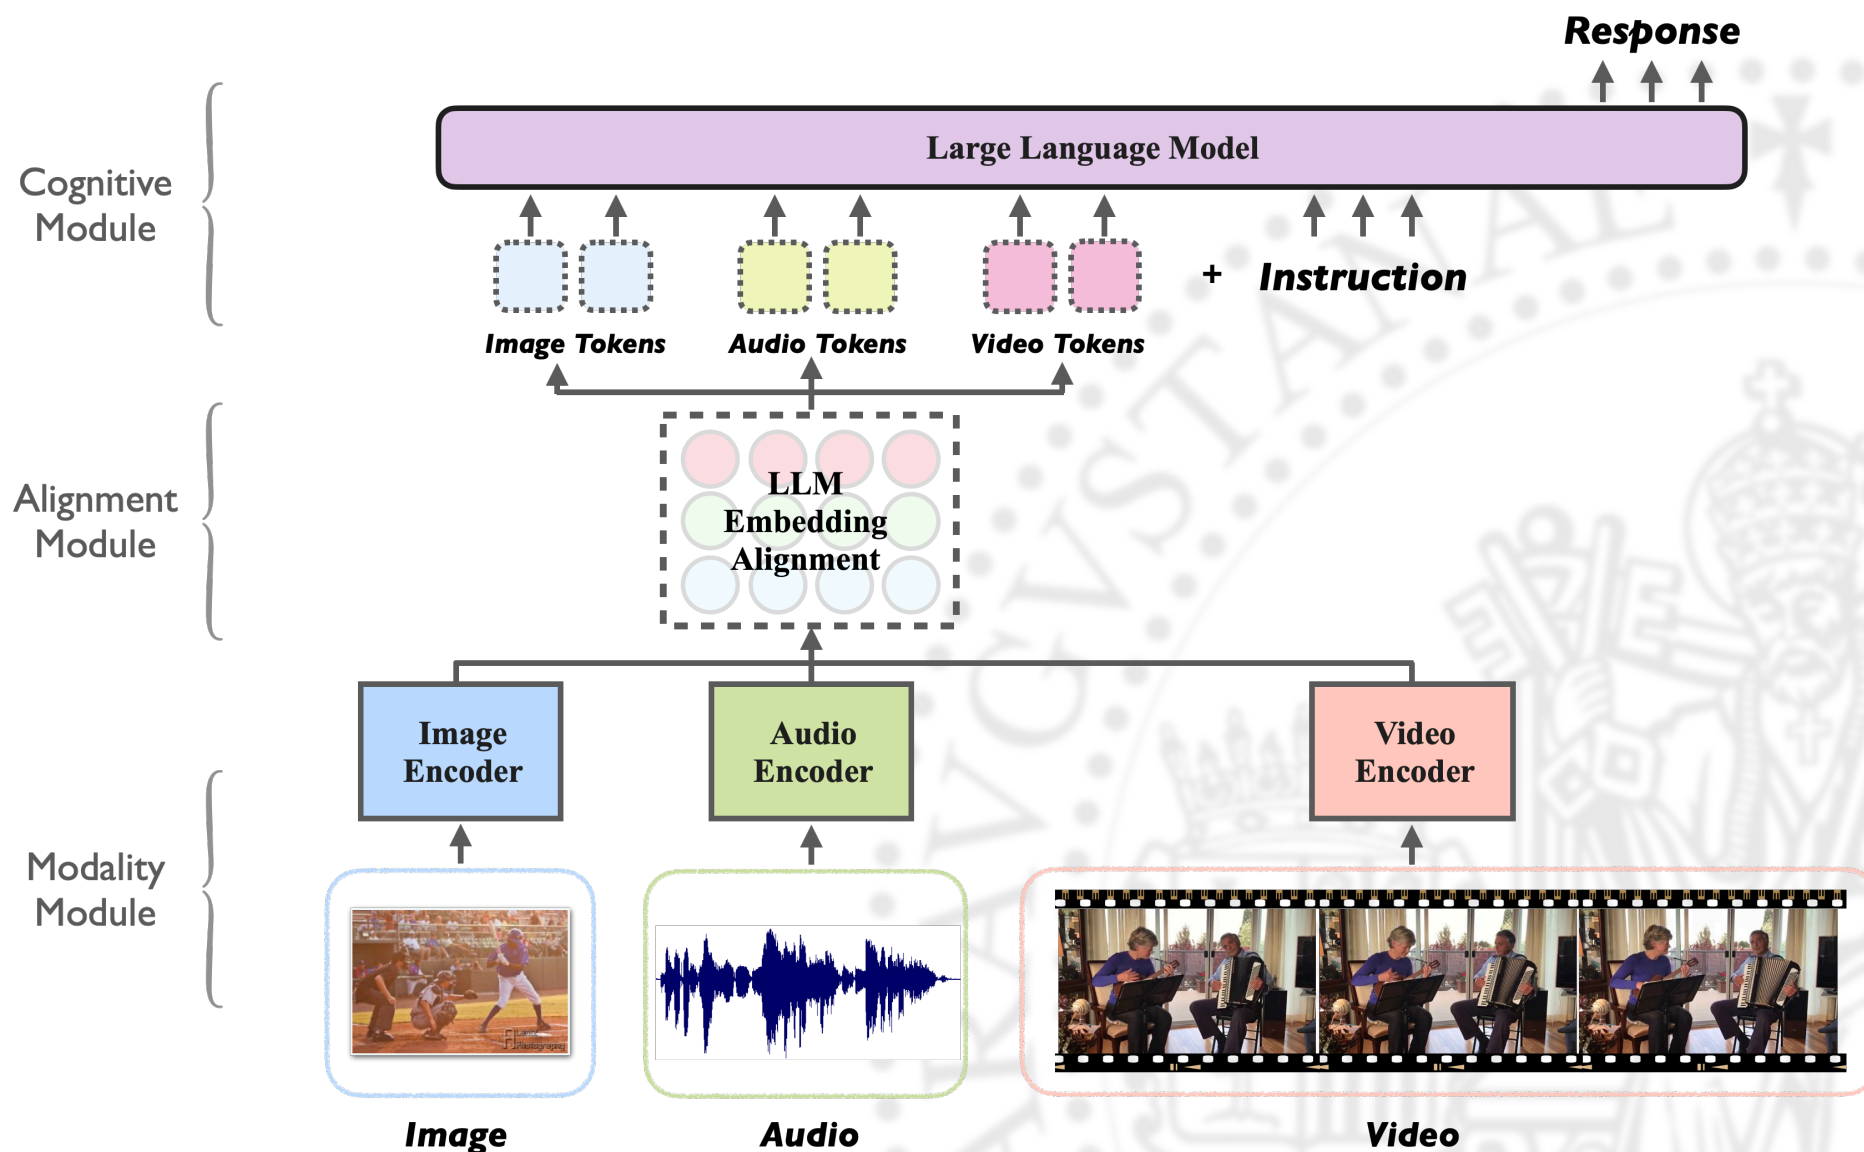 Response
Cognitive
Module
Large Language Model
Image Tokens
Audio Tokens
Video Tokens
+
Instruction
Alignment
Module
LLM
Embedding
Alignment
Modality
Module
Image
Encoder
Audio
Encoder
Video
Encoder
Image
Audio
Video